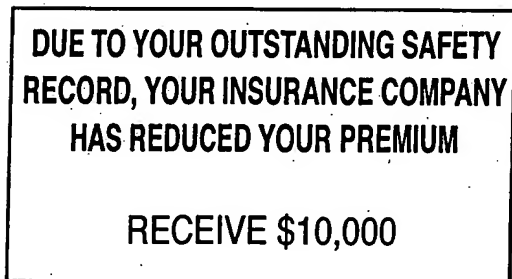 DUE TO YOUR OUTSTANDING SAFETY
RECORD, YOUR INSURANCE COMPANY
HAS REDUCED YOUR PREMIUM
RECEIVE $10,000